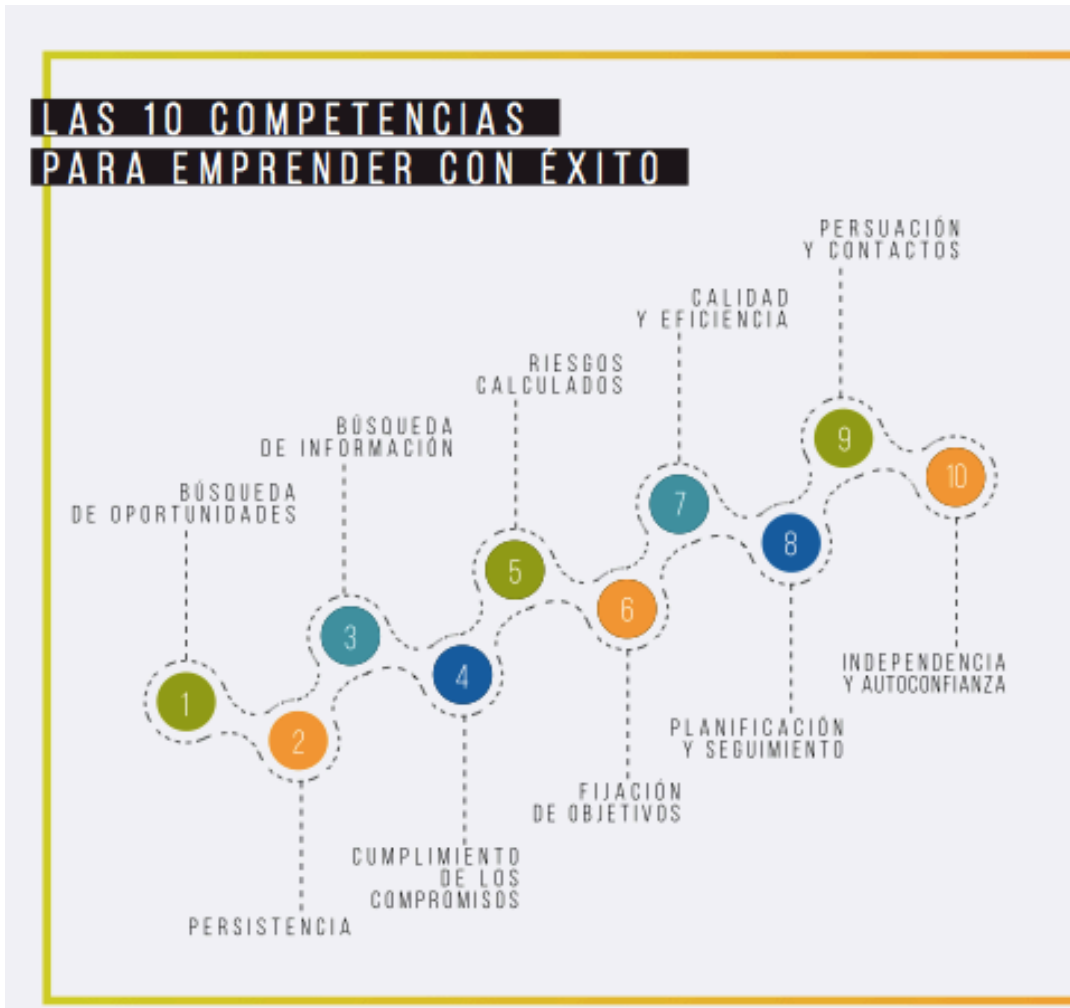 LAS 10 COMPETENCIAS
PARA EMPRENDER CON ÉXITO
PERSUACIÓN
Y CONTACTOS
CALIDAD
Y EFICIENCIA
RIESGOS
CALCULADOS
BÚSQUEDA
DE INFORMACIÓN
BÚSQUEDA
DE OPORTUNIDADES
9
10
7
8
5
6
3
4
1
2
INDEPENDENCIA
Y AUTOCONFIANZA
PLANIFICACIÓN
Y SEGUIMIENTO
FIJACIÓN
DE OBJETIVOS
CUMPLIMIENTO
DE LOS
COMPROMISOS
PERSISTENCIA